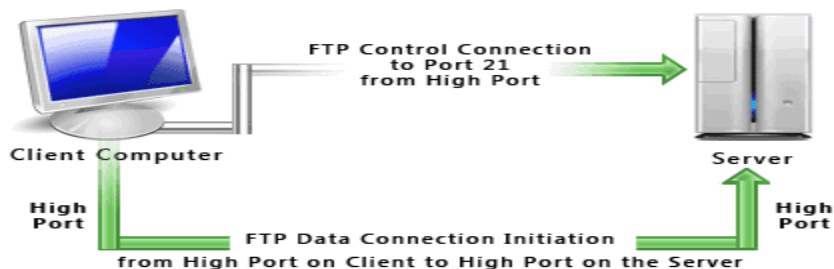 FTP Control Connection
to Port 21
from High Port
Client Computer
Server
High
Port
High
Port
FTP Data Connection Initiation
from High Port on Client to High Port on the Server